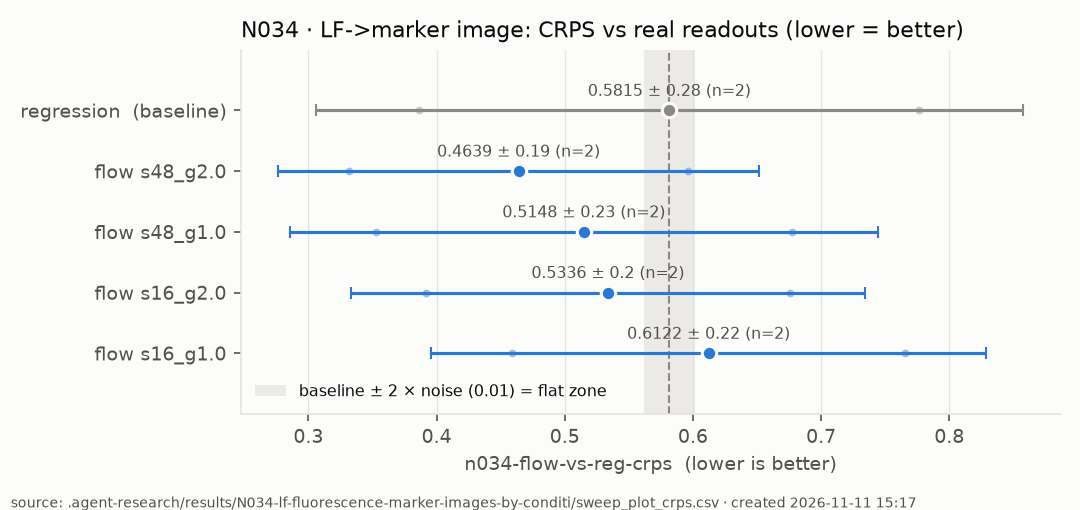 N034 · LF->marker image: CRPS vs real readouts (lower = better)
regression (baseline)
0.5815 ± 0.28 (n=2)
flow s48_g2.0
0.4639 ± 0.19 (n=2)
flow s48_g1.0
0.5148 ± 0.23 (n=2)
flow s16_g2.0
0.5336 ± 0.2 (n=2)
flow s16_g1.0
0.6122 ± 0.22 (n=2)
baseline ± 2 × noise (0.01) = flat zone
0.3 0.4 0.5 0.6 0.7 0.8
n034-flow-vs-reg-crps (lower is better)
source: .agent-research/results/N034-lf-fluorescence-marker-images-by-conditi/sweep_plot_crps.csv · created 2026-11-11 15:17